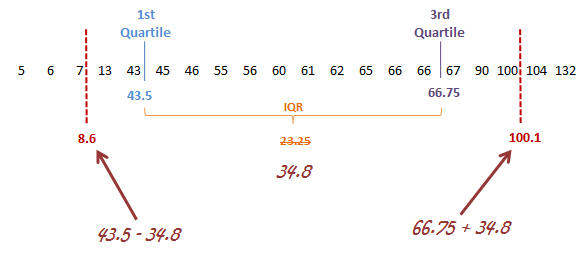 1st
Quartile
3rd
Quartile
5 6 7 13 43 45 46 55 56 60 61 62 65 66 66 67 90 100 104 132
43.5
66.75
IQR
8.6
23.25
100.1
34.8
43.5 - 34.8
66.75 + 34.8